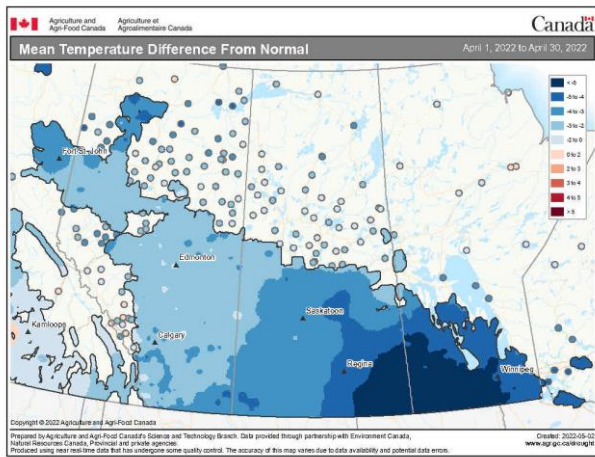 Agriculture and Agriculture et
Agri-Food Canada Agroalimentaire Canada
Canada
Mean Temperature Difference From Normal April 1, 2022 to April 30, 2022
< -5
-5 to -4
-4 to -3
-3 to -2
-2 to 0
0 to 2
2 to 3
3 to 4
4 to 5
> 5
Fort St. John
Edmonton
Saskatoon
Kamloops
Calgary
Regina
Winnipeg
Copyright © 2022 Agriculture and Agri-Food Canada
Prepared by Agriculture and Agri-Food Canada's Science and Technology Branch. Data provided through partnership with Environment Canada, Created: 2022-05-02
Natural Resources Canada, Provincial and private agencies. www.agr.gc.ca/drought
Produced using near real-time data that has undergone some quality control. The accuracy of this map varies due to data availability and potential data errors.